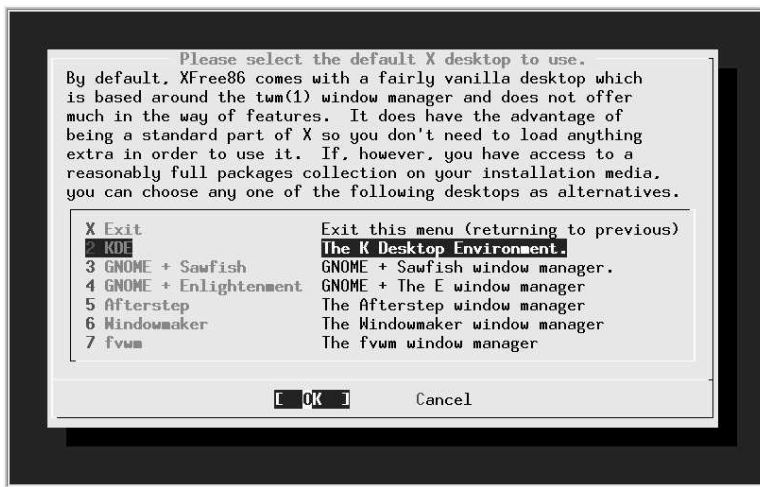 Please select the default X desktop to use.
By default, XFree86 comes with a fairly vanilla desktop which
is based around the twm(1) window manager and does not offer
much in the way of features.  It does have the advantage of
being a standard part of X so you don't need to load anything
extra in order to use it.  If, however, you have access to a
reasonably full packages collection on your installation media,
you can choose any one of the following desktops as alternatives.
X Exit Exit this menu (returning to previous)
2 KDE The K Desktop Environment.
3 GNOME + Sawfish GNOME + Sawfish window manager.
4 GNOME + Enlightenment GNOME + The E window manager
5 Afterstep The Afterstep window manager
6 Windowmaker The Windowmaker window manager
7 fvwm The fvwm window manager
[ OK ] Cancel